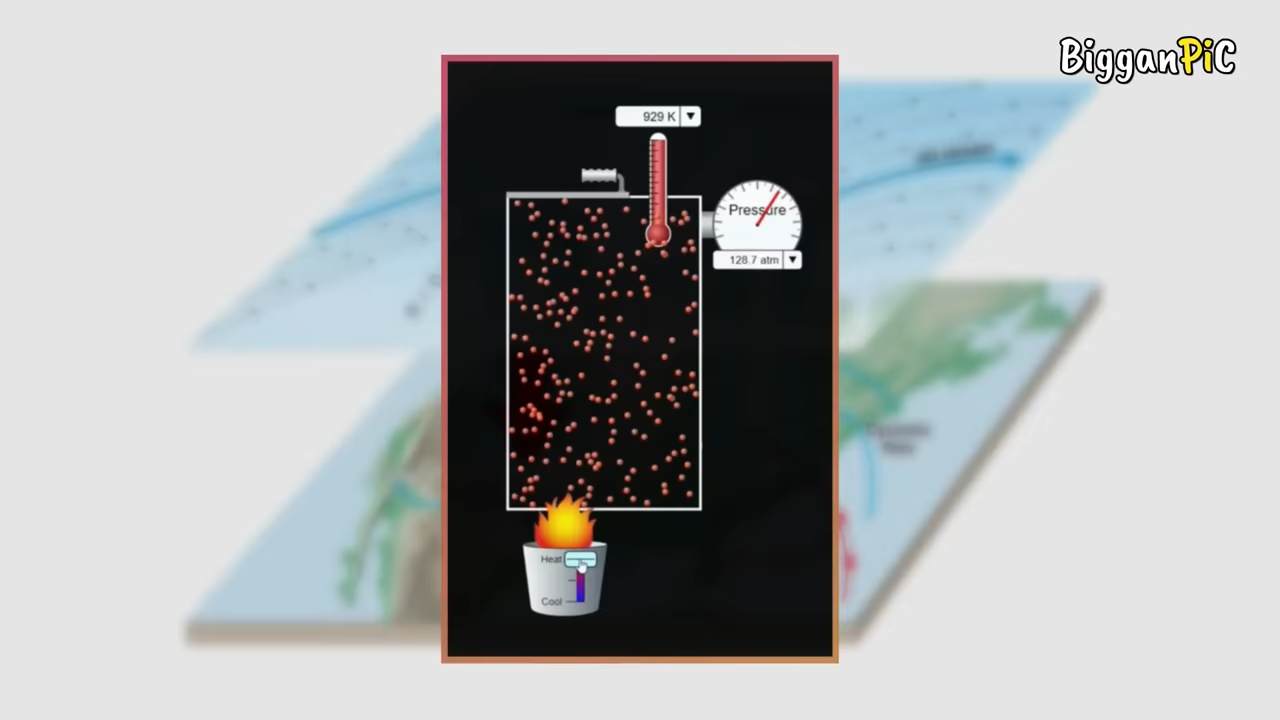 BigganPiC
929 K
Pressure
128.7 atm
Heat
Cool